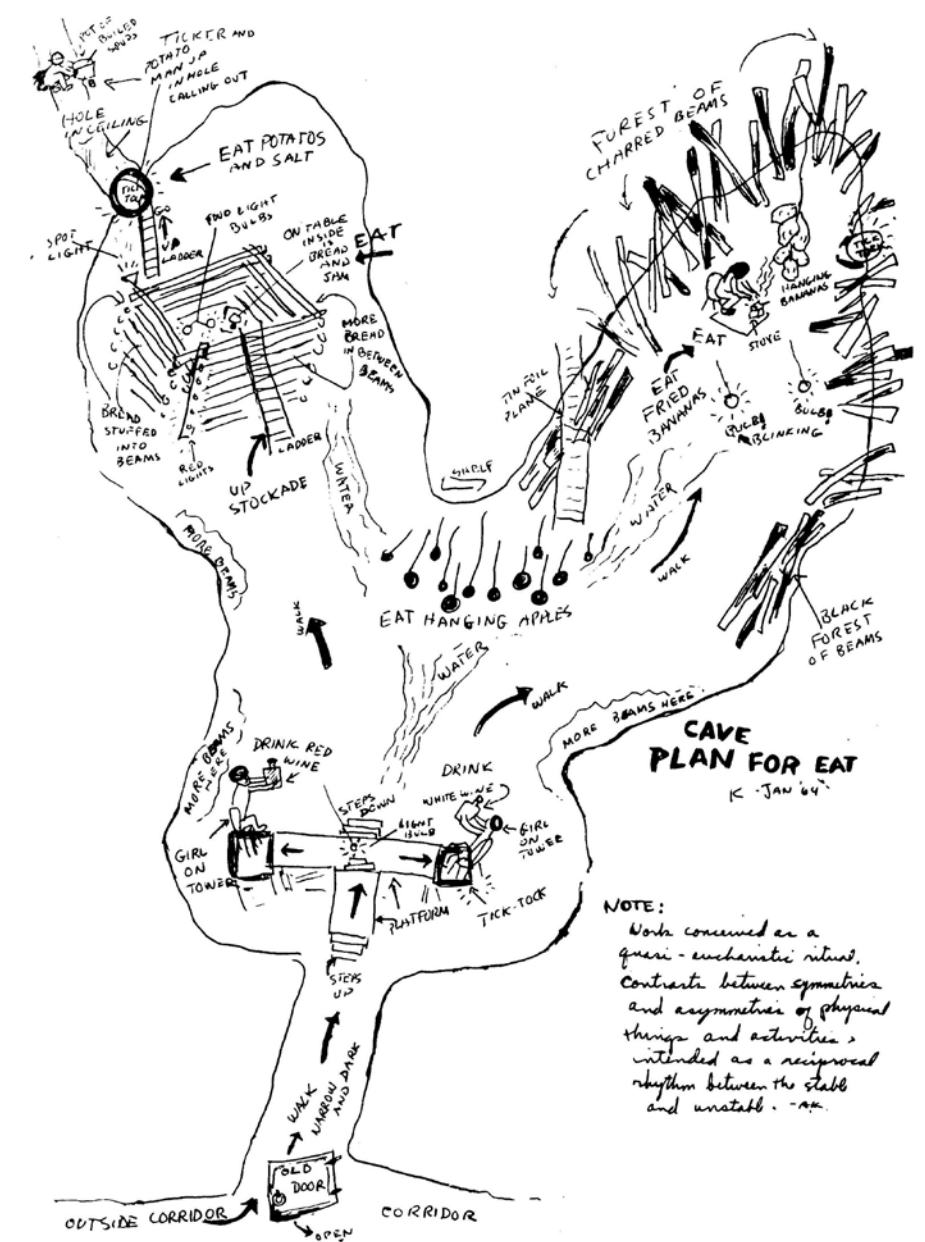 POT OF
BOILED
SPUDS
TICKER AND
POTATO
MAN UP
IN HOLE
CALLING OUT
HOLE
IN CEILING
EAT POTATOS
AND SALT
TICK
TOCK
GO
UP
LADDER
SPOT
LIGHT
LIGHT
BULBS
ON TABLE
INSIDE
IS
BREAD
AND
JAM
EAT
MORE
BREAD
IN BETWEEN
BEAMS
BREAD
STUFFED
INTO
BEAMS
RED
LIGHTS
LADDER
UP
STOCKADE
WATER
FOREST OF
CHARRED BEAMS
TICK
TOCK
HANGING
BANANAS
EAT
STOVE
EAT
FRIED
BANANAS
BULB
BLINKING
BULB
TIN FOIL
FLAME
SHELF
WATER
WALK
MORE BEAMS
EAT HANGING APPLES
BLACK
FOREST
OF BEAMS
WALK
WATER
WALK
MORE BEAMS HERE
CAVE
PLAN FOR EAT
K - JAN '64
MORE BEAMS
HERE
DRINK RED
WINE
DRINK
WHITE WINE
STEPS
DOWN
LIGHT
BULB
GIRL
ON
TOWER
GIRL
ON
TOWER
PLATFORM
TICK-TOCK
STEPS
UP
NOTE:
Work conceived as a
quasi-eucharistic ritual.
Contrasts between symmetries
and asymmetries of physical
things and activities,
intended as a reciprocal
rhythm between the stable
and unstable. -AK.
WALK
NARROW AND DARK
OLD
DOOR
OUTSIDE CORRIDOR
CORRIDOR
OPEN